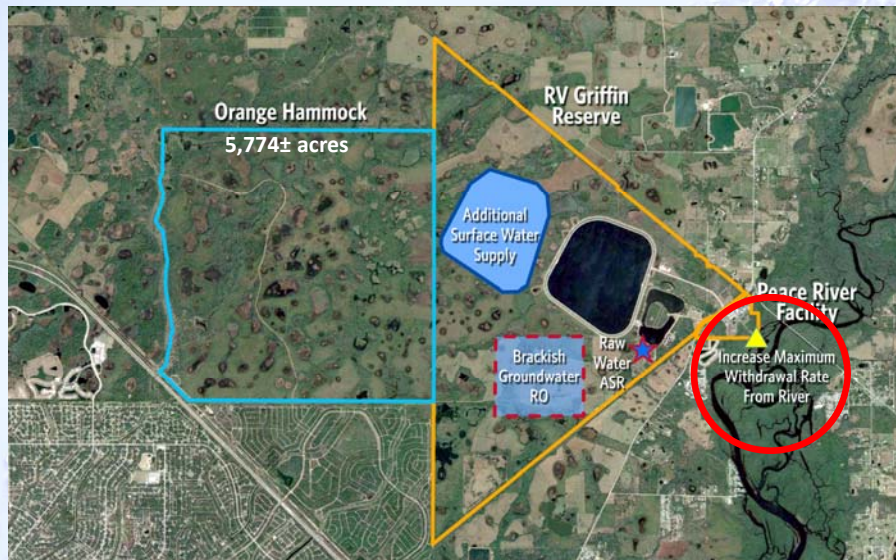 Orange Hammock
5,774± acres
RV Griffin
Reserve
Additional
Surface Water
Supply
Peace River
Facility
Raw
Water
ASR
Brackish
Groundwater
RO
Increase Maximum
Withdrawal Rate
From River